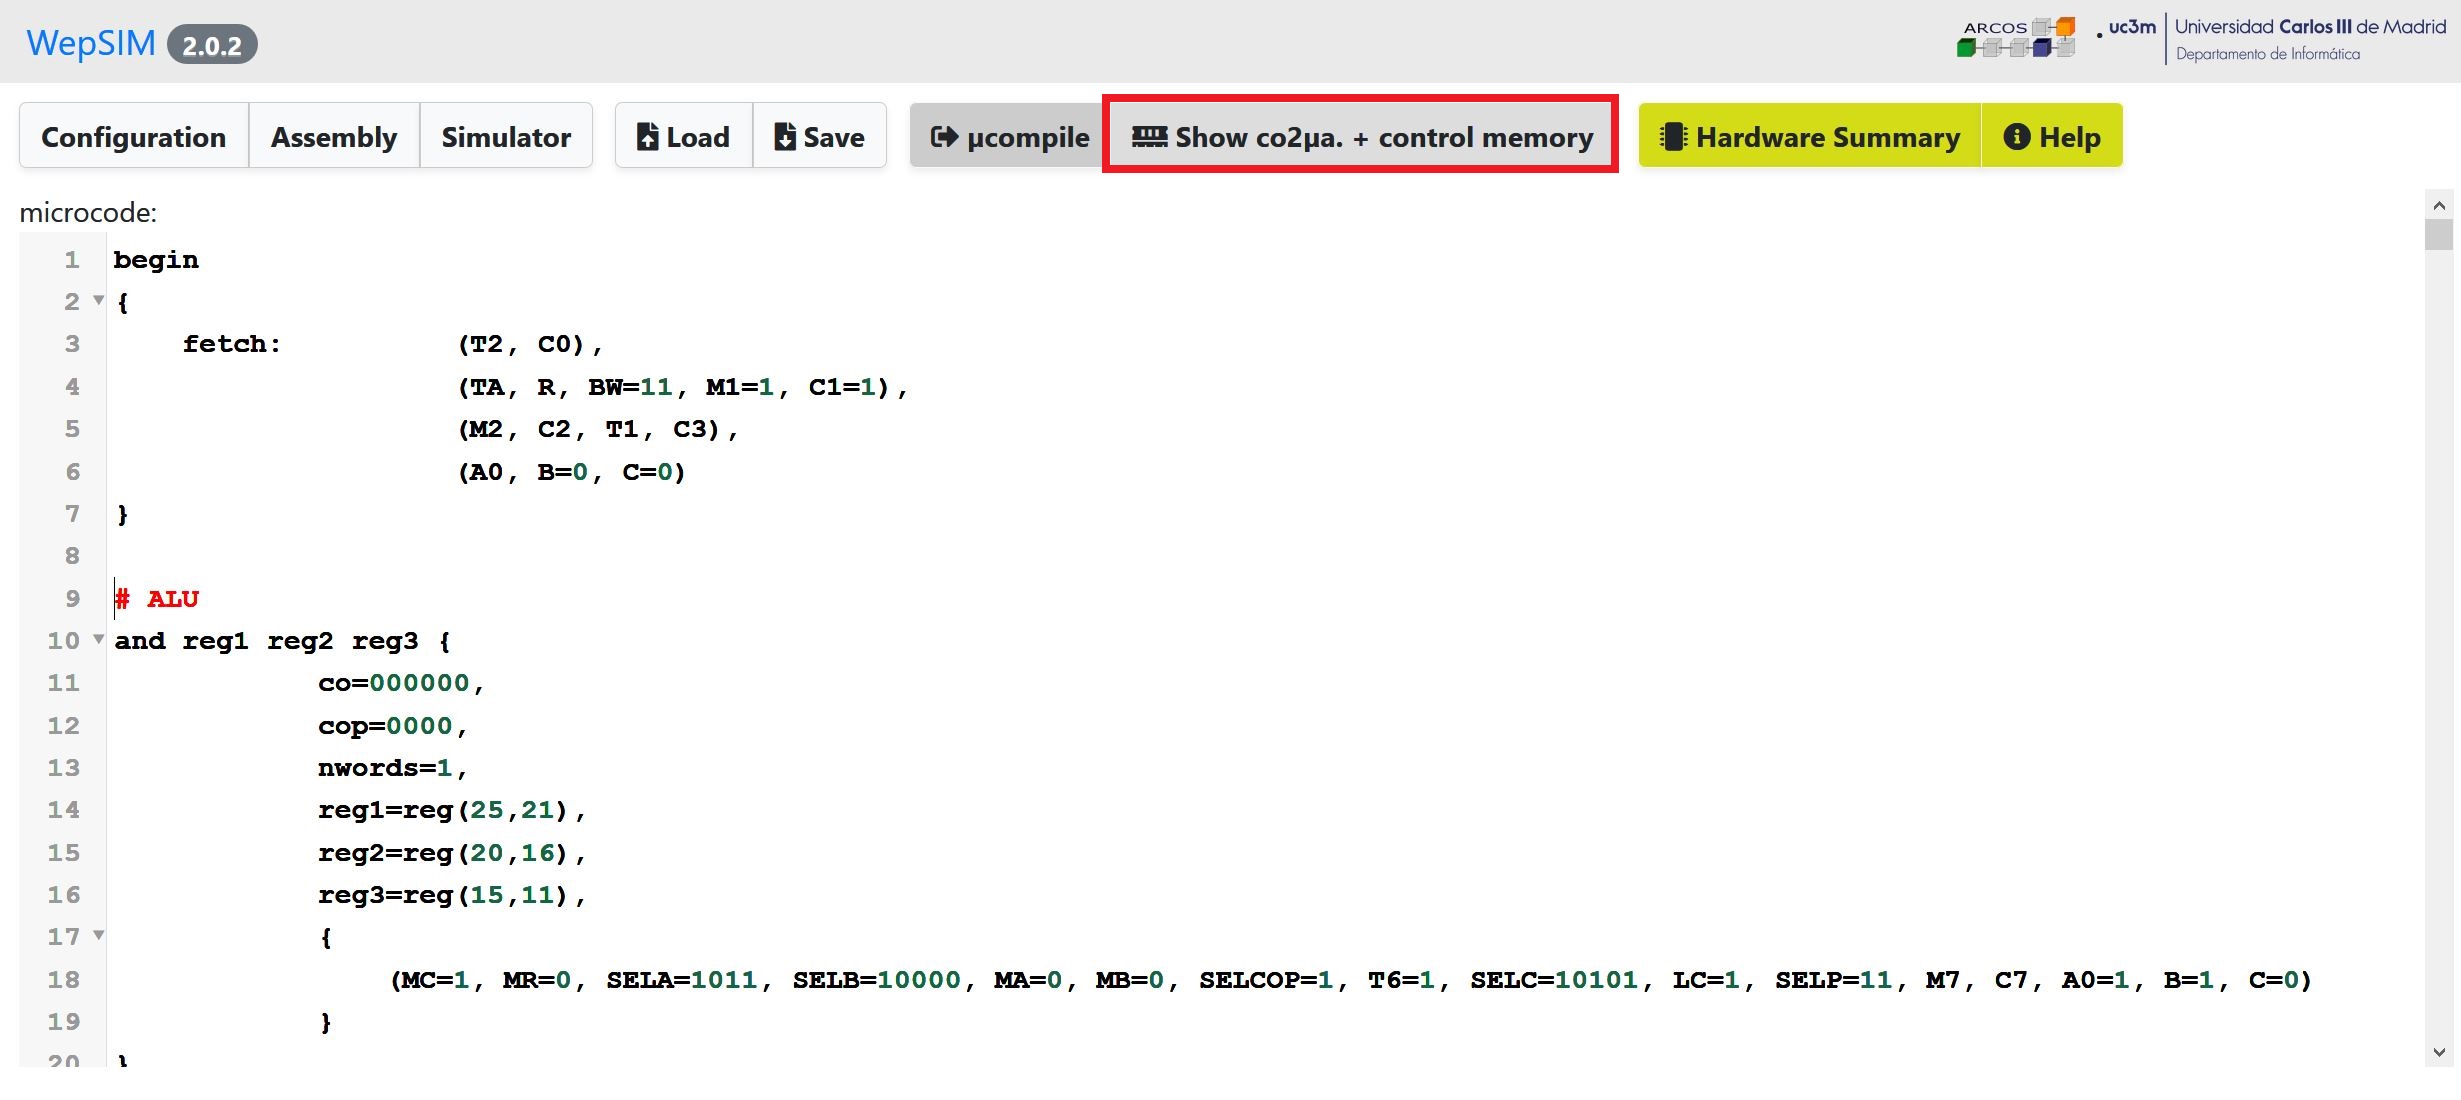 WepSIM 2.0.2
ARCOS
uc3m Universidad Carlos III de Madrid
Departamento de Informática
Configuration Assembly Simulator Load Save µcompile Show co2µa. + control memory Hardware Summary Help
microcode:
1 begin
2 {
3 fetch: (T2, C0),
4 (TA, R, BW=11, M1=1, C1=1),
5 (M2, C2, T1, C3),
6 (A0, B=0, C=0)
7 }
8
9 # ALU
10 and reg1 reg2 reg3 {
11 co=000000,
12 cop=0000,
13 nwords=1,
14 reg1=reg(25,21),
15 reg2=reg(20,16),
16 reg3=reg(15,11),
17 {
18 (MC=1, MR=0, SELA=1011, SELB=10000, MA=0, MB=0, SELCOP=1, T6=1, SELC=10101, LC=1, SELP=11, M7, C7, A0=1, B=1, C=0)
19 }
20 }